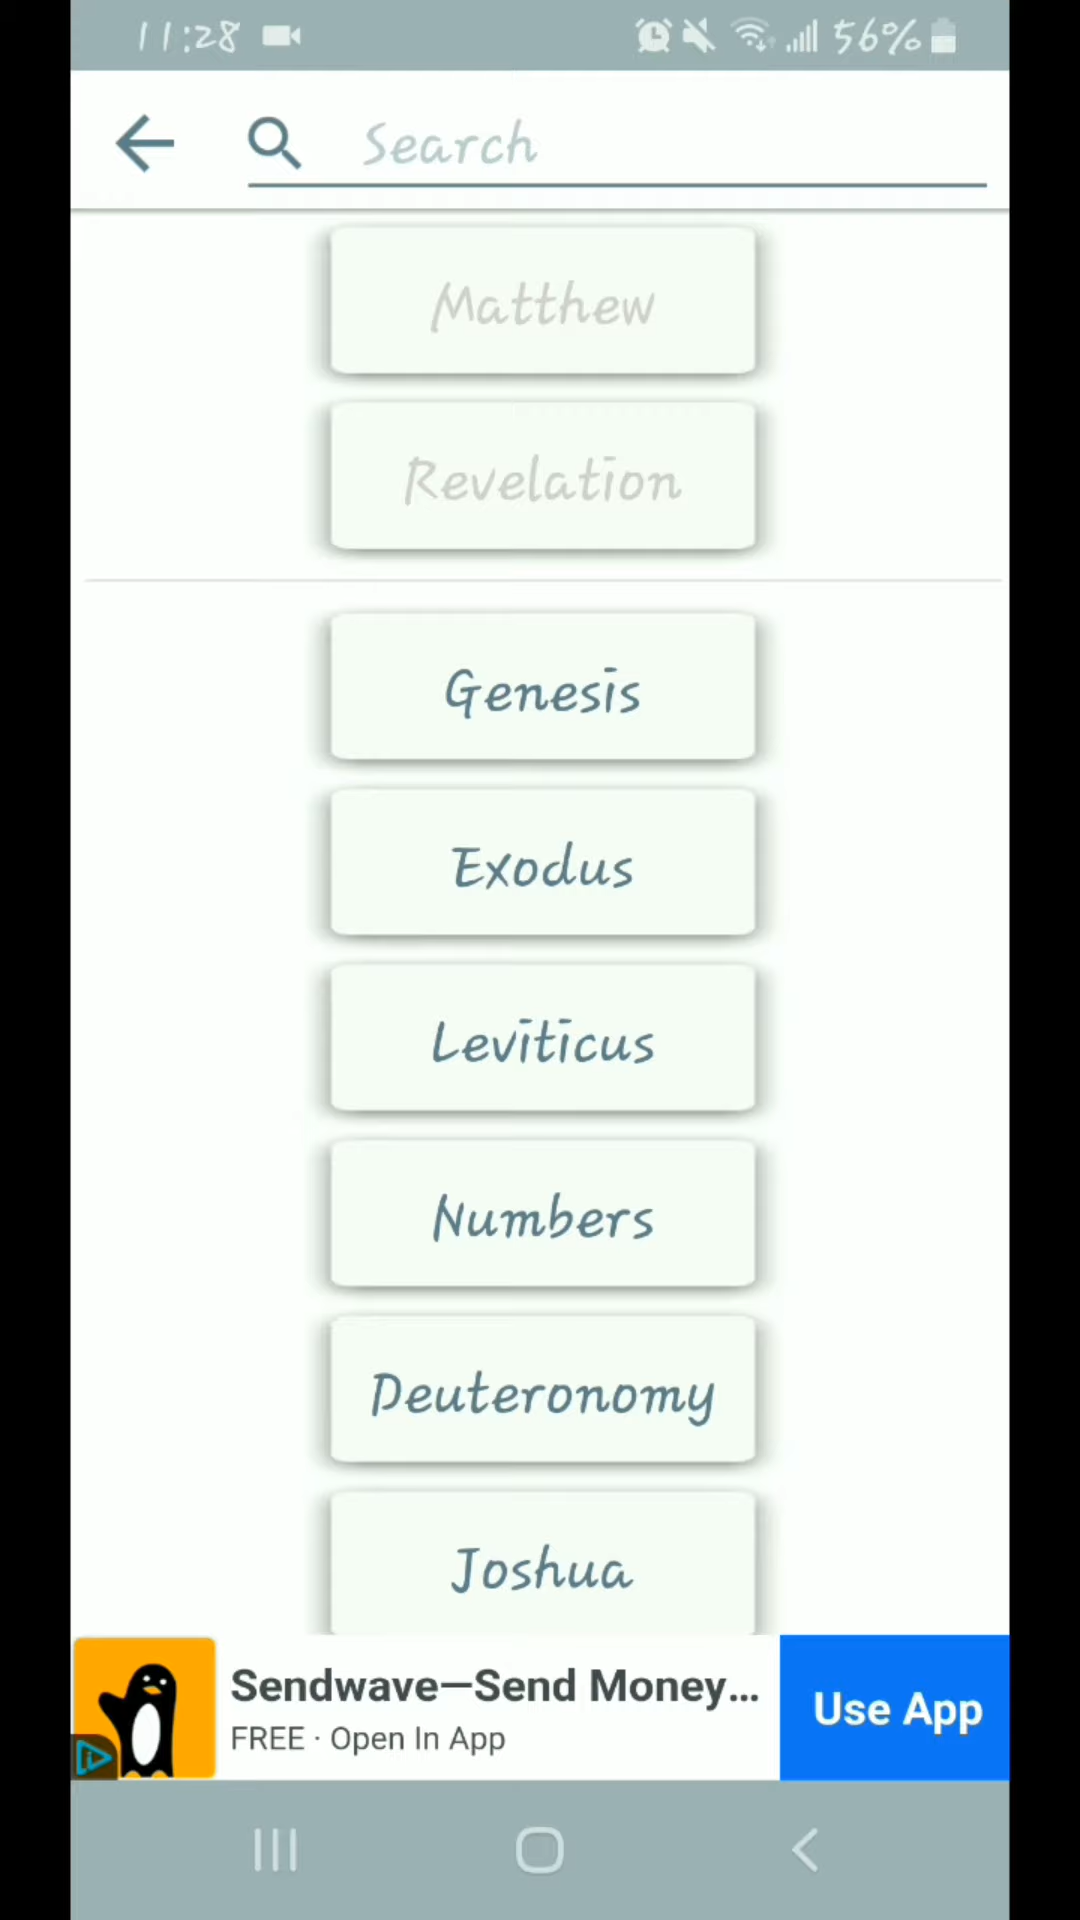 11:28 56%
Search
Matthew
Revelation
Genesis
Exodus
Leviticus
Numbers
Deuteronomy
Joshua
Sendwave—Send Money...
FREE · Open In App
Use App